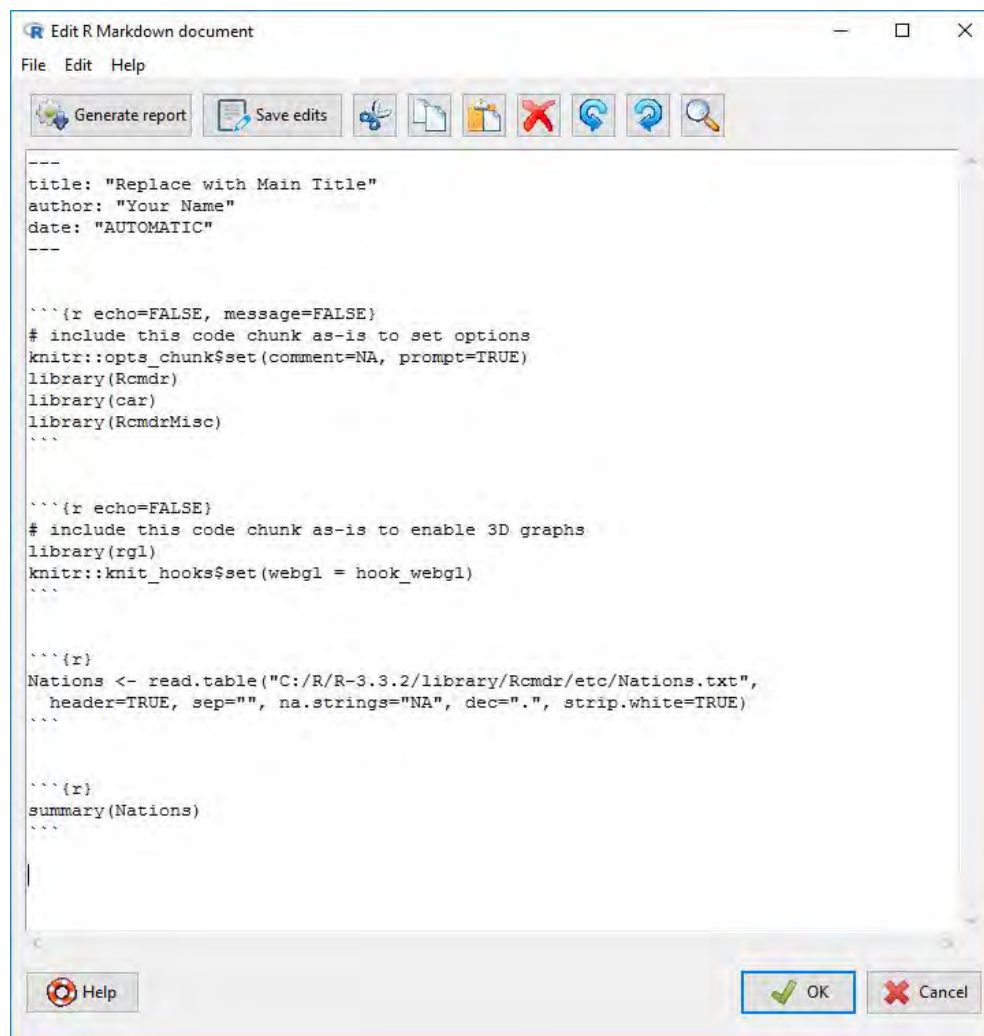 Edit R Markdown document
File Edit Help
Generate report Save edits
---
title: "Replace with Main Title"
author: "Your Name"
date: "AUTOMATIC"
---
```{r echo=FALSE, message=FALSE}
# include this code chunk as-is to set options
knitr::opts_chunk$set(comment=NA, prompt=TRUE)
library(Rcmdr)
library(car)
library(RcmdrMisc)
```
```{r echo=FALSE}
# include this code chunk as-is to enable 3D graphs
library(rgl)
knitr::knit_hooks$set(webgl = hook_webgl)
```
```{r}
Nations <- read.table("C:/R/R-3.3.2/library/Rcmdr/etc/Nations.txt",
  header=TRUE, sep="", na.strings="NA", dec=".", strip.white=TRUE)
```
```{r}
summary(Nations)
```
Help OK Cancel